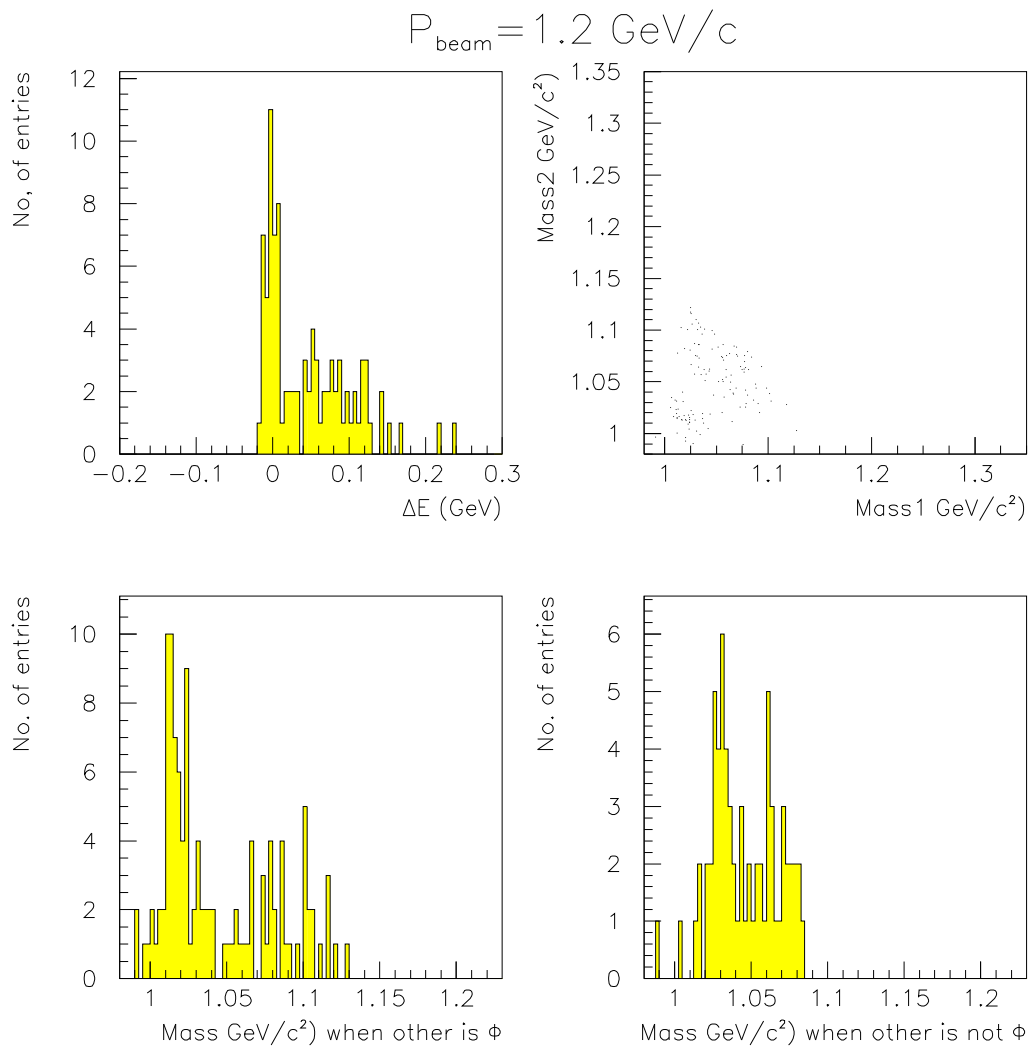 P_beam=1.2 GeV/c
No, of entries
12
10
8
6
4
2
0
−0.2 −0.1 0 0.1 0.2 0.3
ΔE (GeV)
Mass2 GeV/c²)
1.35
1.3
1.25
1.2
1.15
1.1
1.05
1
1 1.1 1.2 1.3
Mass1 GeV/c²)
No. of entries
10
8
6
4
2
0
1 1.05 1.1 1.15 1.2
Mass GeV/c²) when other is Φ
No. of entries
6
5
4
3
2
1
0
1 1.05 1.1 1.15 1.2
Mass GeV/c²) when other is not Φ